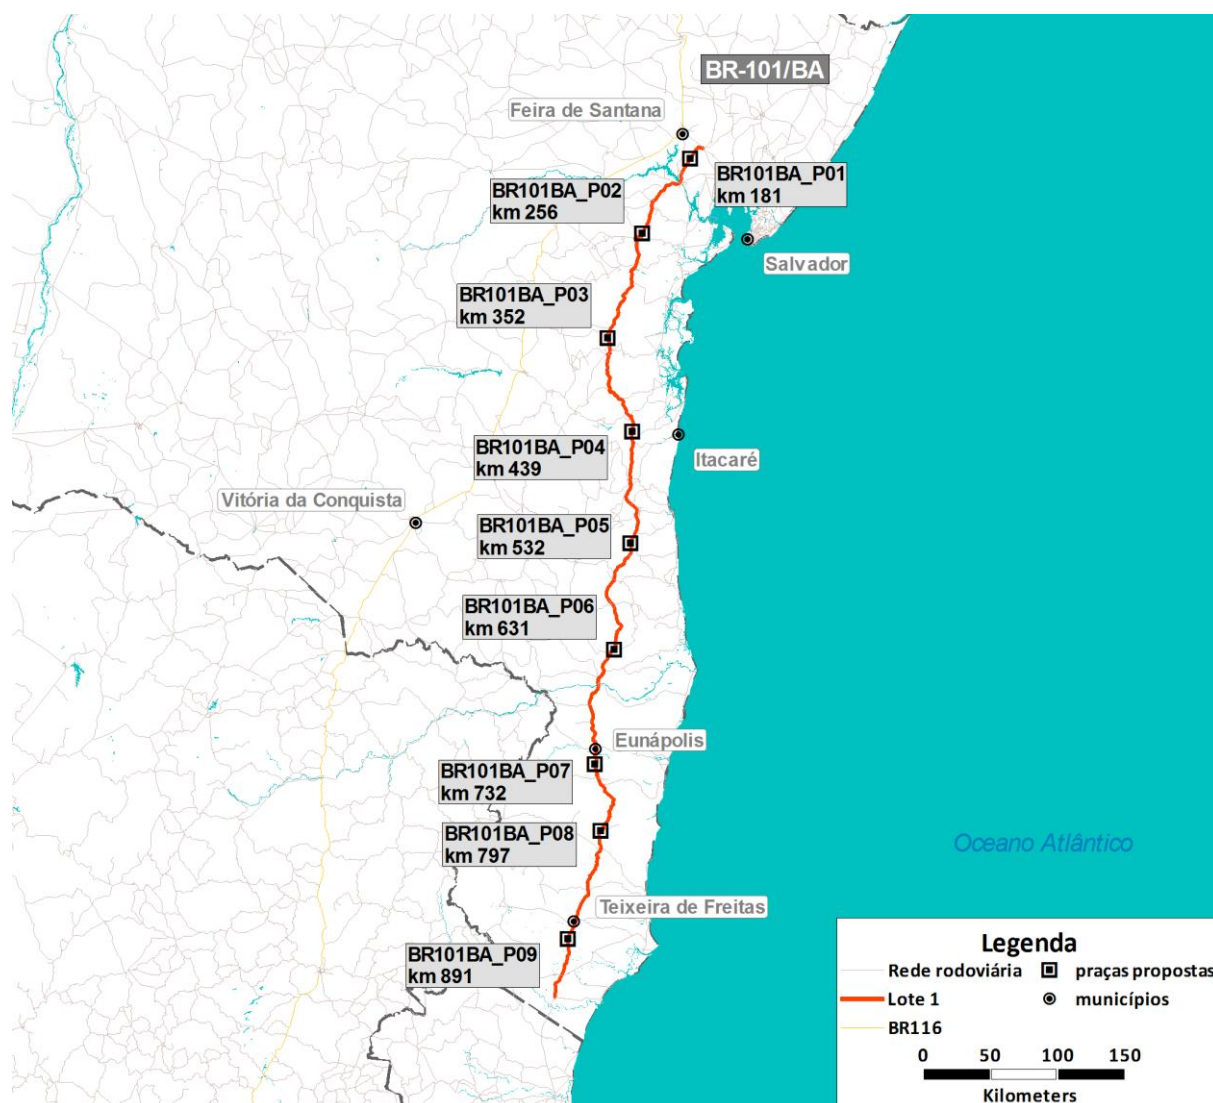 BR-101/BA
Feira de Santana
BR101BA_P01
km 181
BR101BA_P02
km 256
Salvador
BR101BA_P03
km 352
BR101BA_P04
km 439
Itacaré
Vitória da Conquista
BR101BA_P05
km 532
BR101BA_P06
km 631
Eunápolis
BR101BA_P07
km 732
BR101BA_P08
km 797
Oceano Atlântico
Teixeira de Freitas
BR101BA_P09
km 891
Legenda
Rede rodoviária
praças propostas
Lote 1
municípios
BR116
0 50 100 150
Kilometers